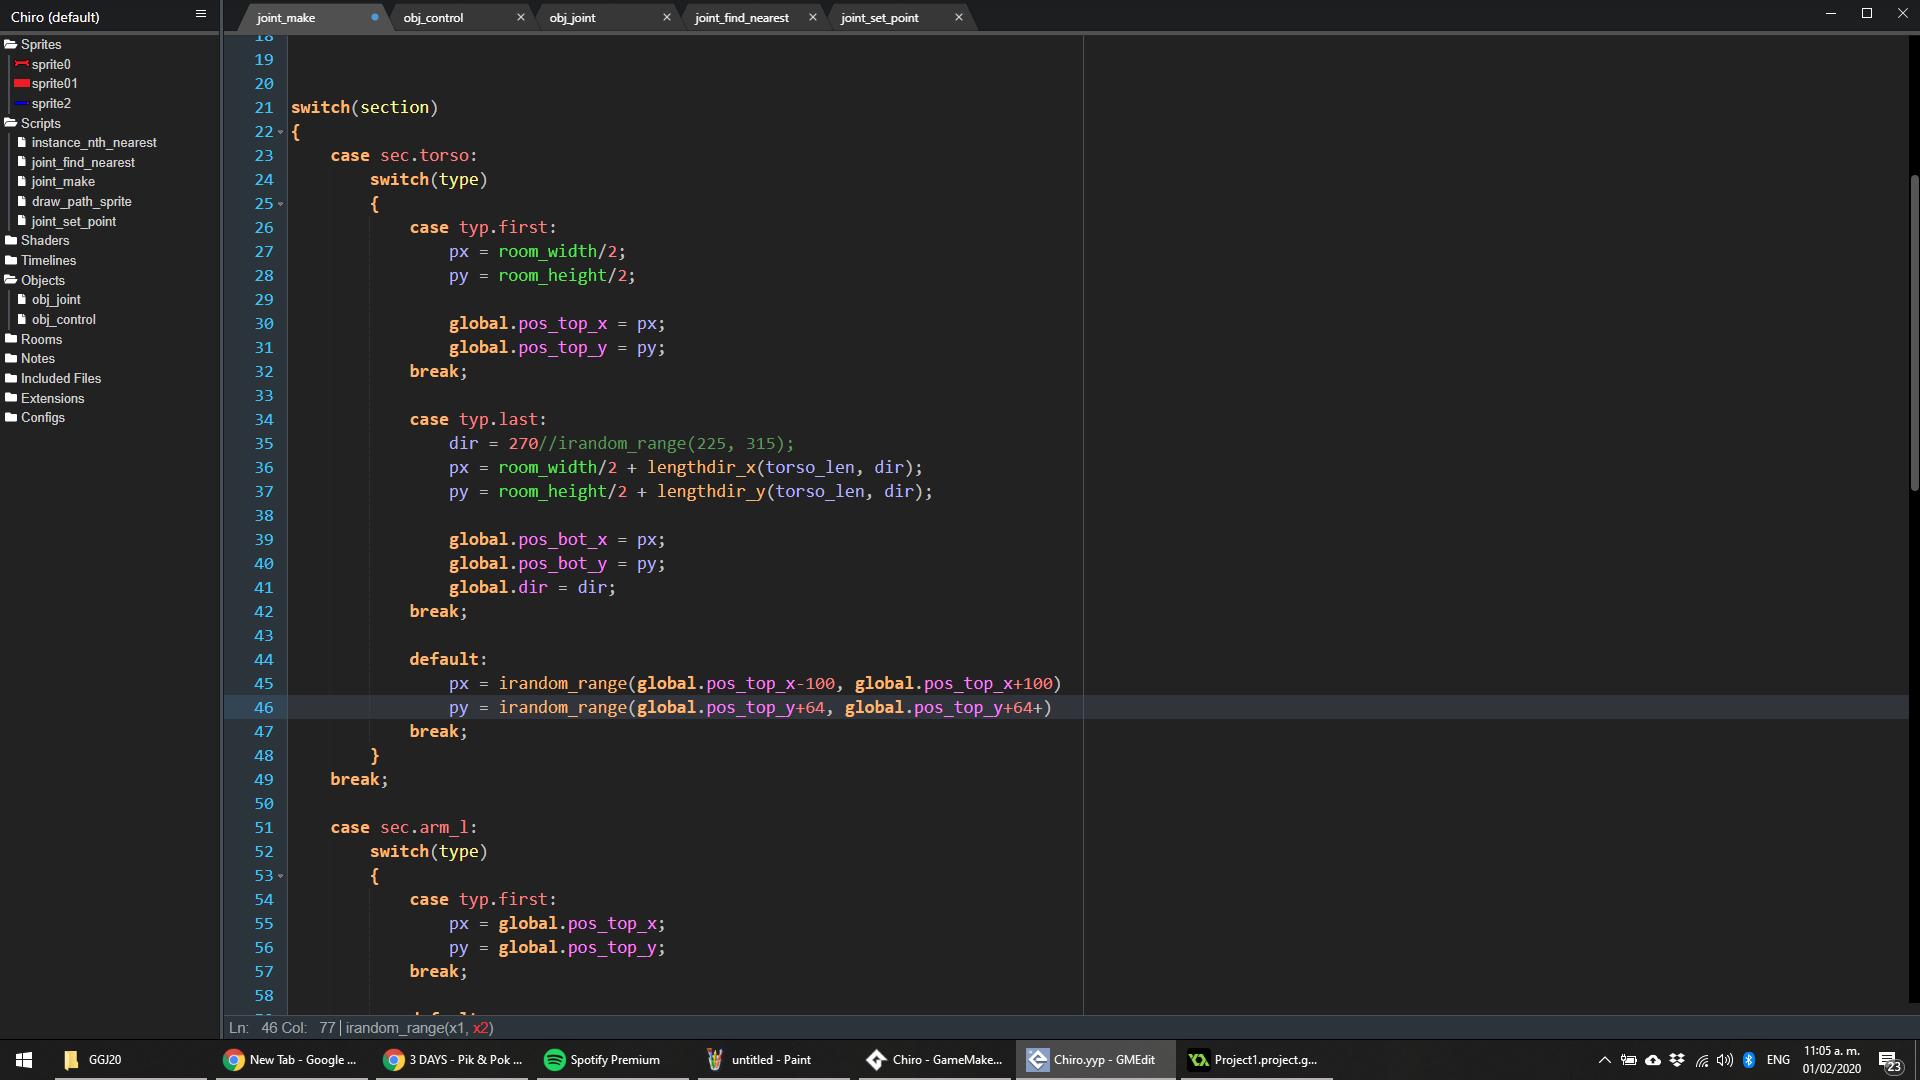 Chiro (default)
joint_make
obj_control
obj_joint
joint_find_nearest
joint_set_point
Sprites
sprite0
sprite01
sprite2
Scripts
instance_nth_nearest
joint_find_nearest
joint_make
draw_path_sprite
joint_set_point
Shaders
Timelines
Objects
obj_joint
obj_control
Rooms
Notes
Included Files
Extensions
Configs
18
19
20
21 switch(section)
22 {
23 case sec.torso:
24 switch(type)
25 {
26 case typ.first:
27 px = room_width/2;
28 py = room_height/2;
29
30 global.pos_top_x = px;
31 global.pos_top_y = py;
32 break;
33
34 case typ.last:
35 dir = 270//irandom_range(225, 315);
36 px = room_width/2 + lengthdir_x(torso_len, dir);
37 py = room_height/2 + lengthdir_y(torso_len, dir);
38
39 global.pos_bot_x = px;
40 global.pos_bot_y = py;
41 global.dir = dir;
42 break;
43
44 default:
45 px = irandom_range(global.pos_top_x-100, global.pos_top_x+100)
46 py = irandom_range(global.pos_top_y+64, global.pos_top_y+64+)
47 break;
48 }
49 break;
50
51 case sec.arm_l:
52 switch(type)
53 {
54 case typ.first:
55 px = global.pos_top_x;
56 py = global.pos_top_y;
57 break;
58
Ln: 46 Col: 77 irandom_range(x1, x2)
GGJ20
New Tab - Google ...
3 DAYS - Pik & Pok ...
Spotify Premium
untitled - Paint
Chiro - GameMake...
Chiro.yyp - GMEdit
Project1.project.g...
ENG
11:05 a. m.
01/02/2020
23